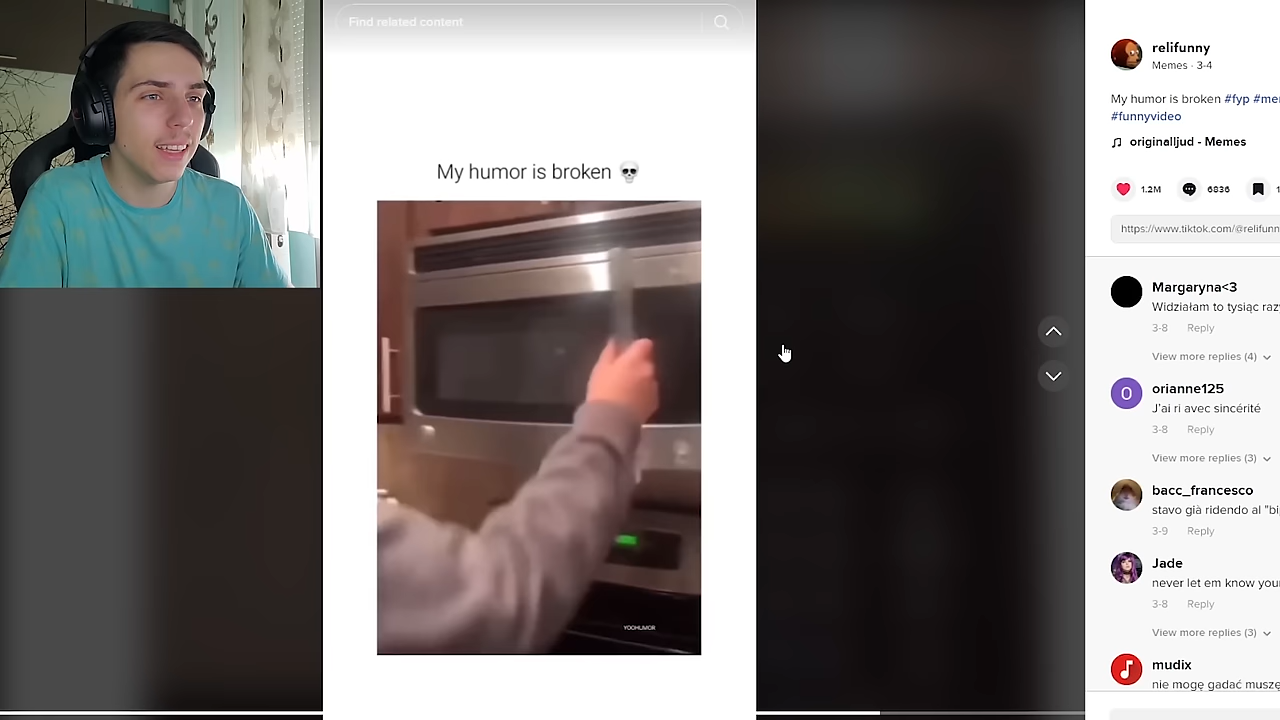 Find related content
My humor is broken 💀
YOOHUMOR
relifunny
Memes · 3-4
My humor is broken #fyp #me
#funnyvideo
originalljud - Memes
1.2M
6836
1
https://www.tiktok.com/@relifunn
Margaryna<3
Widziałam to tysiąc raz
3-8 Reply
View more replies (4)
O
orianne125
J'ai ri avec sincérité
3-8 Reply
View more replies (3)
bacc_francesco
stavo già ridendo al "bi
3-9 Reply
Jade
never let em know you
3-8 Reply
View more replies (3)
mudix
nie mogę gadać muszę